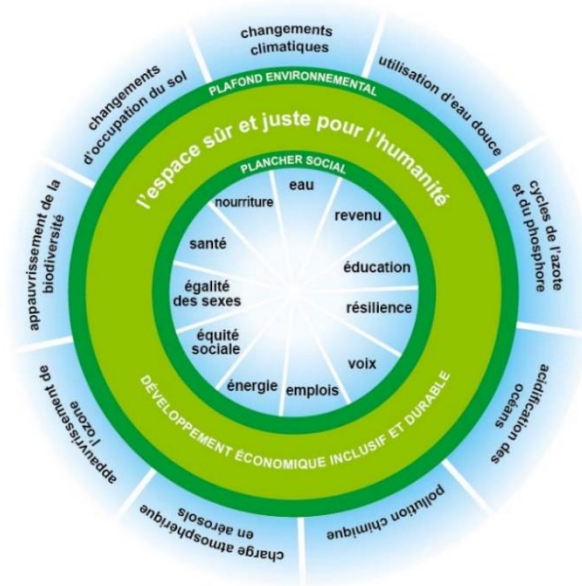 changements
climatiques
utilisation d'eau douce
cycles de l'azote
et du phosphore
acidification des
océans
pollution chimique
charge atmosphérique
en aérosols
appauvrissement de
l'ozone
appauvrissement de la
biodiversité
changements
d'occupation du sol
PLAFOND ENVIRONNEMENTAL
l'espace sûr et juste pour l'humanité
PLANCHER SOCIAL
eau
revenu
éducation
résilience
voix
emplois
énergie
équité
sociale
égalité
des sexes
santé
nourriture
DÉVELOPPEMENT ÉCONOMIQUE INCLUSIF ET DURABLE